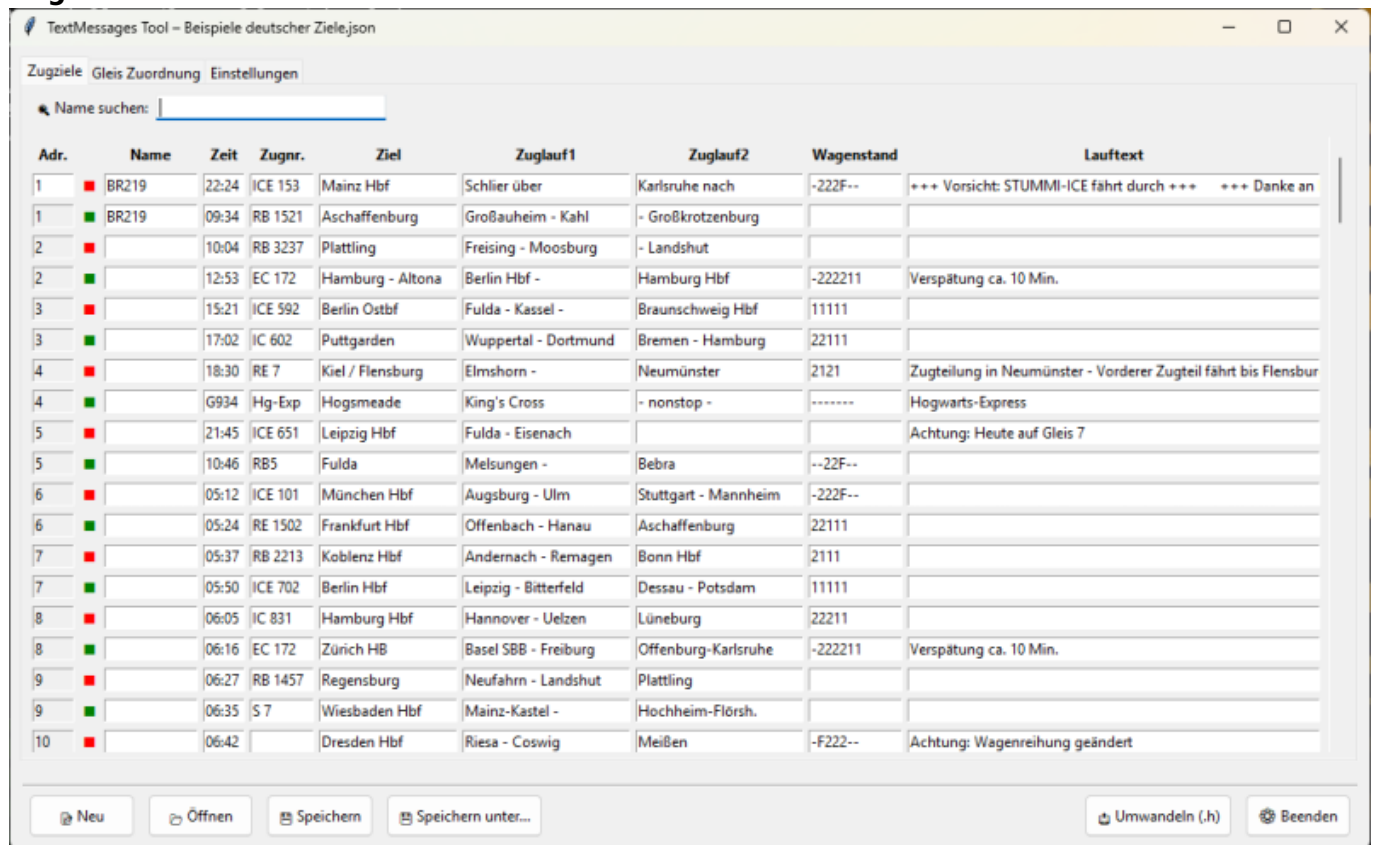 TextMessages Tool – Beispiele deutscher Ziele.json
Zugziele Gleis Zuordnung Einstellungen
Name suchen:
Adr. Name Zeit Zugnr. Ziel Zuglauf1 Zuglauf2 Wagenstand Lauftext
1 BR219 22:24 ICE 153 Mainz Hbf Schlier über Karlsruhe nach -222F-- +++ Vorsicht: STUMMI-ICE fährt durch +++ +++ Danke an
1 BR219 09:34 RB 1521 Aschaffenburg Großauheim - Kahl - Großkrotzenburg
2 10:04 RB 3237 Plattling Freising - Moosburg - Landshut
2 12:53 EC 172 Hamburg - Altona Berlin Hbf - Hamburg Hbf -222211 Verspätung ca. 10 Min.
3 15:21 ICE 592 Berlin Ostbf Fulda - Kassel - Braunschweig Hbf 11111
3 17:02 IC 602 Puttgarden Wuppertal - Dortmund Bremen - Hamburg 22111
4 18:30 RE 7 Kiel / Flensburg Elmshorn - Neumünster 2121 Zugteilung in Neumünster - Vorderer Zugteil fährt bis Flensbur
4 G934 Hg-Exp Hogsmeade King's Cross - nonstop - ------- Hogwarts-Express
5 21:45 ICE 651 Leipzig Hbf Fulda - Eisenach Achtung: Heute auf Gleis 7
5 10:46 RB5 Fulda Melsungen - Bebra --22F--
6 05:12 ICE 101 München Hbf Augsburg - Ulm Stuttgart - Mannheim -222F--
6 05:24 RE 1502 Frankfurt Hbf Offenbach - Hanau Aschaffenburg 22111
7 05:37 RB 2213 Koblenz Hbf Andernach - Remagen Bonn Hbf 2111
7 05:50 ICE 702 Berlin Hbf Leipzig - Bitterfeld Dessau - Potsdam 11111
8 06:05 IC 831 Hamburg Hbf Hannover - Uelzen Lüneburg 22211
8 06:16 EC 172 Zürich HB Basel SBB - Freiburg Offenburg-Karlsruhe -222211 Verspätung ca. 10 Min.
9 06:27 RB 1457 Regensburg Neufahrn - Landshut Plattling
9 06:35 S 7 Wiesbaden Hbf Mainz-Kastel - Hochheim-Flörsh.
10 06:42 Dresden Hbf Riesa - Coswig Meißen -F222-- Achtung: Wagenreihung geändert
Neu Öffnen Speichern Speichern unter... Umwandeln (.h) Beenden